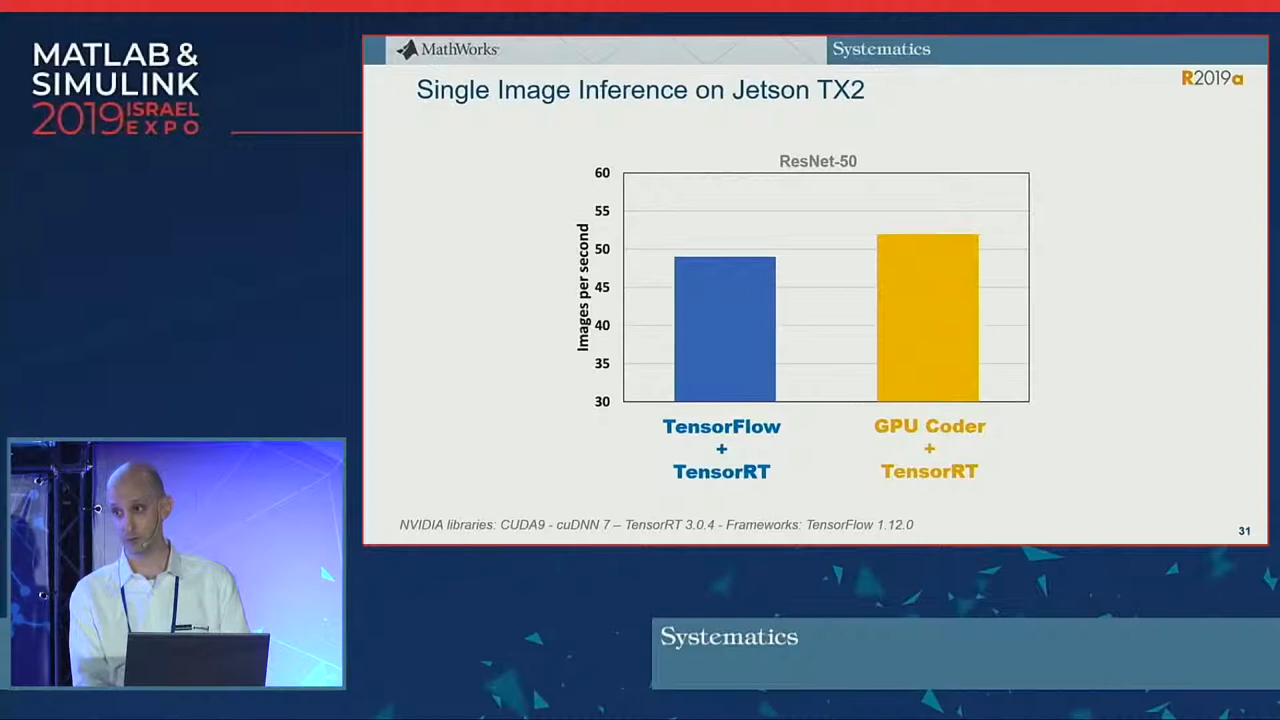 MATLAB &
SIMULINK
2019 ISRAEL
EXPO
MathWorks
Systematics
Single Image Inference on Jetson TX2
R2019a
ResNet-50
60
55
50
45
40
35
30
Images per second
TensorFlow
+
TensorRT
GPU Coder
+
TensorRT
NVIDIA libraries: CUDA9 - cuDNN 7 – TensorRT 3.0.4 - Frameworks: TensorFlow 1.12.0
31
Systematics